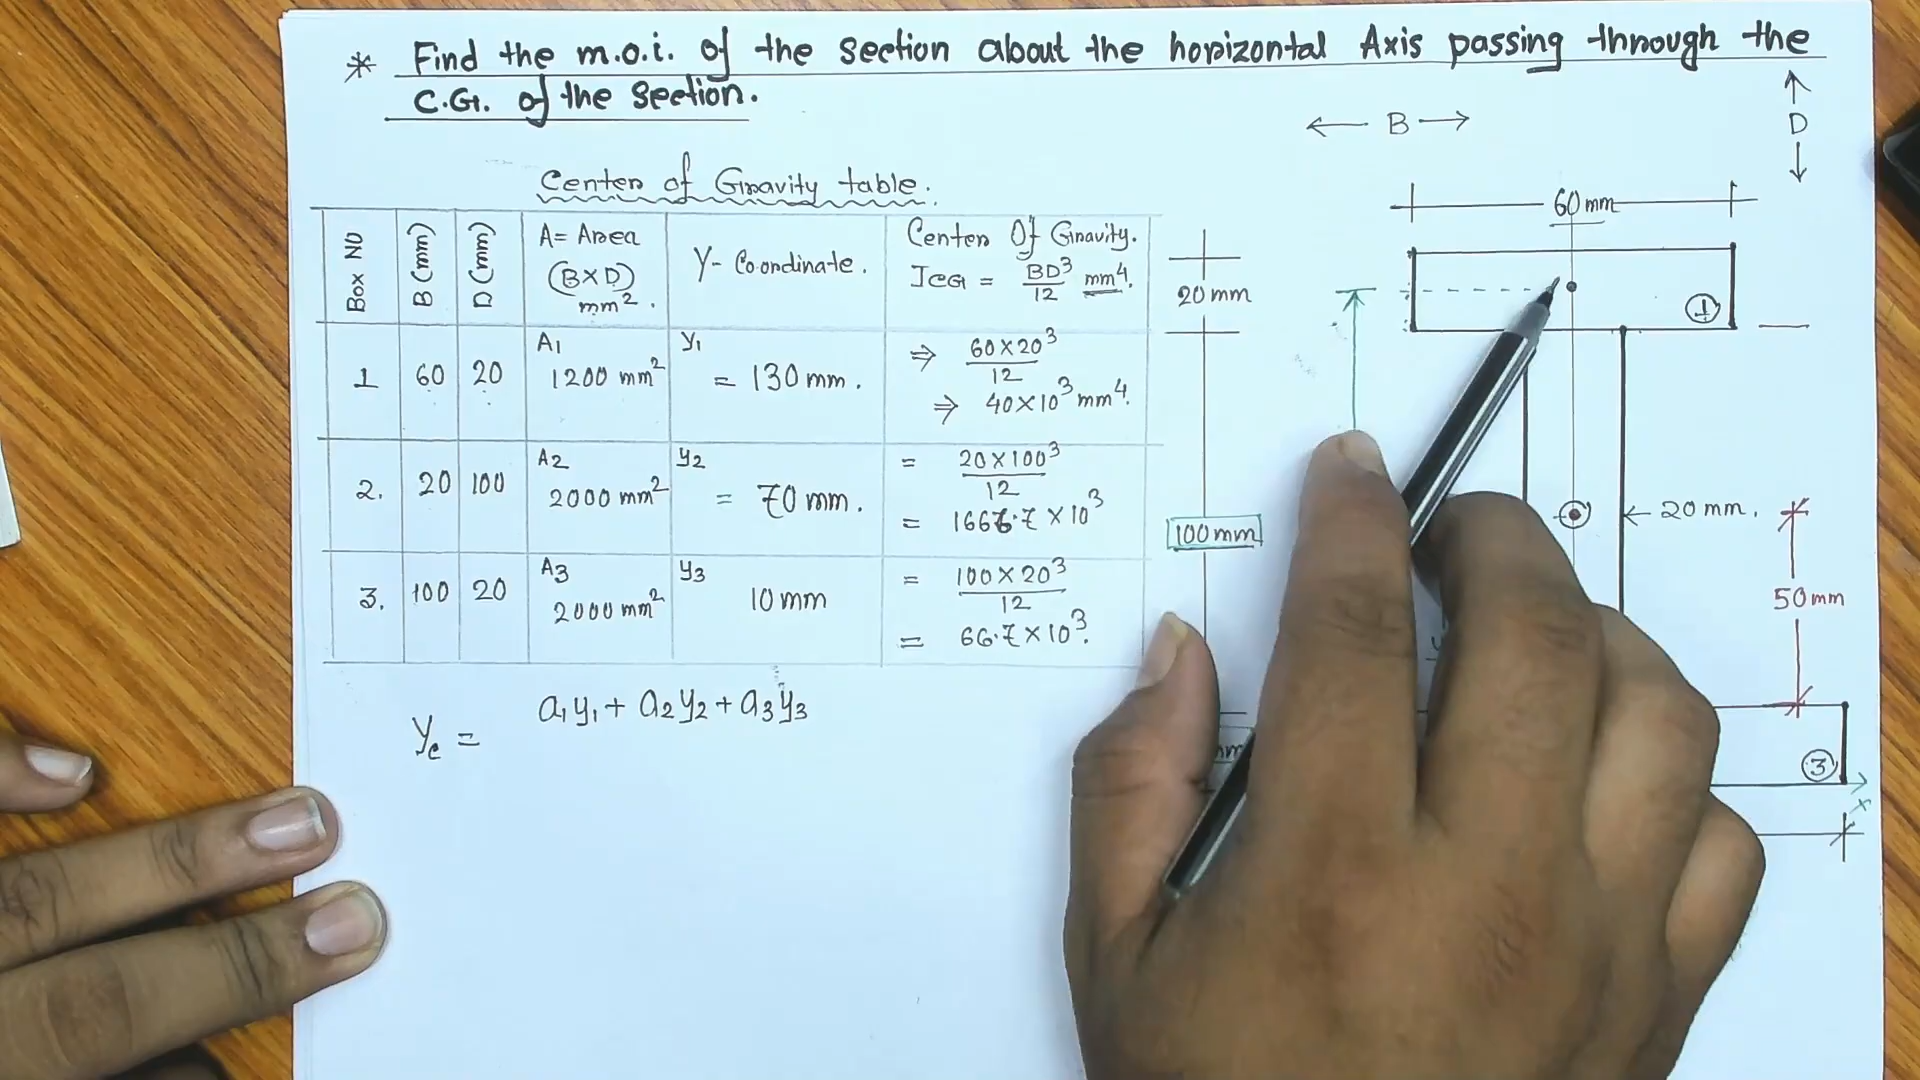 * Find the m.o.i. of the section about the horizontal Axis passing through the
C.G. of the section.
← B →
↑
D
↓
Center of Gravity table.
60 mm
Box NO
B (mm)
D (mm)
A = Area
(B×D)
mm².
Y- Coordinate.
Center Of Gravity.
ICG = BD³/12 mm⁴.
1 60 20 A1 1200 mm² y₁ = 130 mm. ⇒ 60×20³/12
⇒ 40×10³ mm⁴.
2. 20 100 A2 2000 mm² y2 = 70 mm. = 20×100³/12
= 1666.7 ×10³
3. 100 20 A3 2000 mm² y3 10 mm = 100×20³/12
= 66.7×10³.
Yc = a₁y₁ + a2y2 + a3y3
20 mm
100 mm
1
← 20 mm.
50 mm
3
x